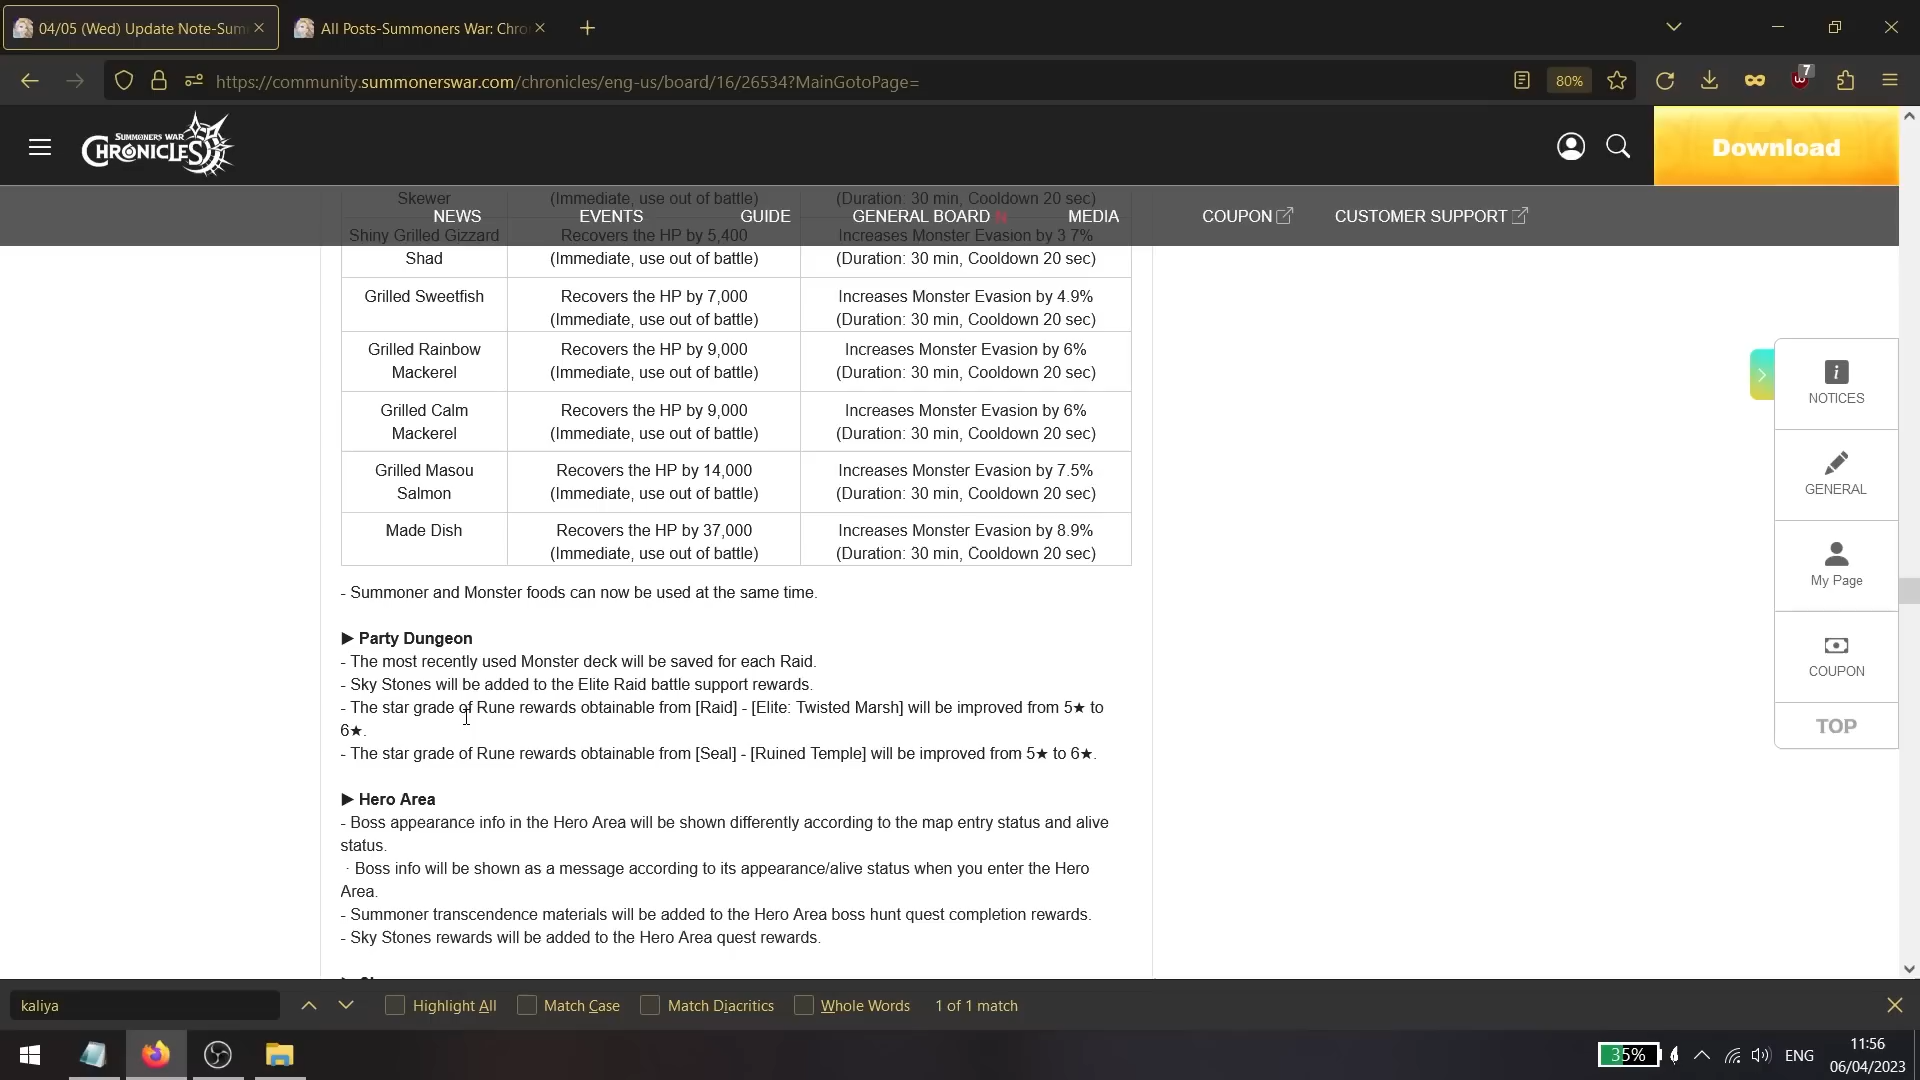 04/05 (Wed) Update Note-Sum
All Posts-Summoners War: Chro
https://community.summonerswar.com/chronicles/eng-us/board/16/26534?MainGotoPage=
80%
7
SUMMONERS WAR
CHRONICLES
Download
Skewer (Immediate, use out of battle) (Duration: 30 min, Cooldown 20 sec)
NEWS EVENTS GUIDE GENERAL BOARD N MEDIA COUPON CUSTOMER SUPPORT
Shiny Grilled Gizzard Recovers the HP by 5,400 Increases Monster Evasion by 3 7%
Shad (Immediate, use out of battle) (Duration: 30 min, Cooldown 20 sec)
Grilled Sweetfish Recovers the HP by 7,000 Increases Monster Evasion by 4.9%
(Immediate, use out of battle) (Duration: 30 min, Cooldown 20 sec)
Grilled Rainbow Recovers the HP by 9,000 Increases Monster Evasion by 6%
Mackerel (Immediate, use out of battle) (Duration: 30 min, Cooldown 20 sec)
Grilled Calm Recovers the HP by 9,000 Increases Monster Evasion by 6%
Mackerel (Immediate, use out of battle) (Duration: 30 min, Cooldown 20 sec)
Grilled Masou Recovers the HP by 14,000 Increases Monster Evasion by 7.5%
Salmon (Immediate, use out of battle) (Duration: 30 min, Cooldown 20 sec)
Made Dish Recovers the HP by 37,000 Increases Monster Evasion by 8.9%
(Immediate, use out of battle) (Duration: 30 min, Cooldown 20 sec)
- Summoner and Monster foods can now be used at the same time.
▶ Party Dungeon
- The most recently used Monster deck will be saved for each Raid.
- Sky Stones will be added to the Elite Raid battle support rewards.
- The star grade of Rune rewards obtainable from [Raid] - [Elite: Twisted Marsh] will be improved from 5★ to
6★.
- The star grade of Rune rewards obtainable from [Seal] - [Ruined Temple] will be improved from 5★ to 6★.
▶ Hero Area
- Boss appearance info in the Hero Area will be shown differently according to the map entry status and alive
status.
· Boss info will be shown as a message according to its appearance/alive status when you enter the Hero
Area.
- Summoner transcendence materials will be added to the Hero Area boss hunt quest completion rewards.
- Sky Stones rewards will be added to the Hero Area quest rewards.
NOTICES
GENERAL
My Page
COUPON
TOP
kaliya Highlight All Match Case Match Diacritics Whole Words 1 of 1 match
35% ENG
11:56
06/04/2023